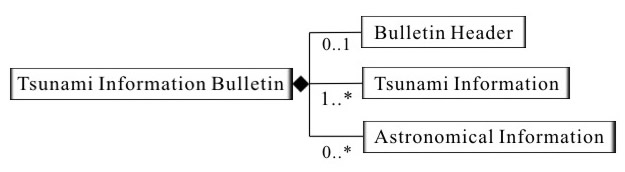 Bulletin Header
0..1
Tsunami Information Bulletin
Tsunami Information
1..*
Astronomical Information
0..*